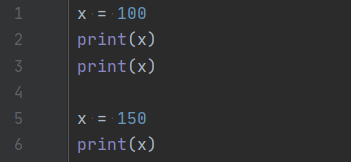 1 x = 100
2 print(x)
3 print(x)
4
5 x = 150
6 print(x)